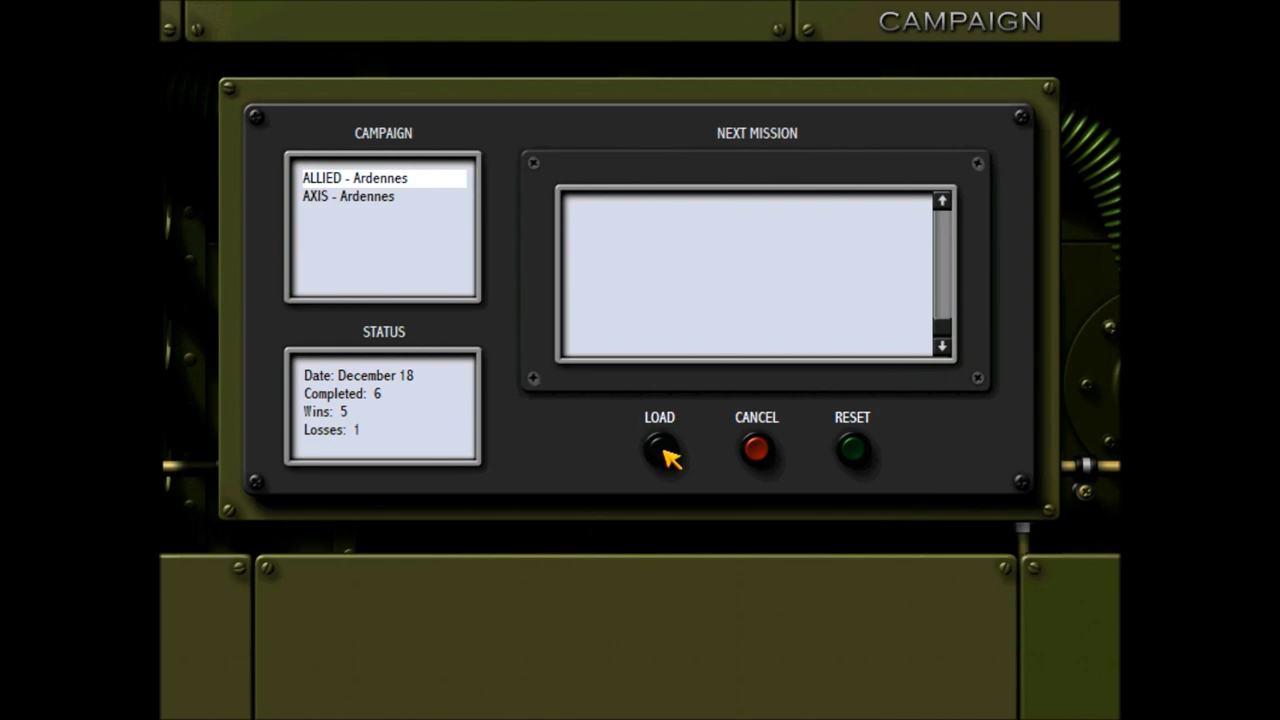 CAMPAIGN
CAMPAIGN
ALLIED - Ardennes
AXIS - Ardennes
NEXT MISSION
STATUS
Date: December 18
Completed: 6
Wins: 5
Losses: 1
LOAD
CANCEL
RESET